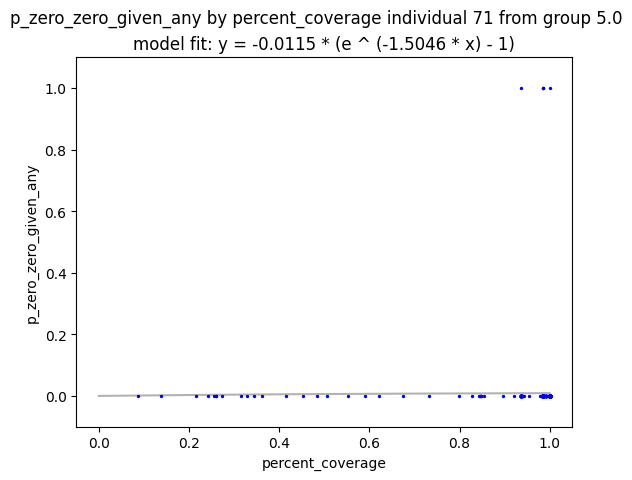 p_zero_zero_given_any by percent_coverage individual 71 from group 5.0
model fit: y = -0.0115 * (e ^ (-1.5046 * x) - 1)
1.0
0.8
0.6
0.4
0.2
0.0
p_zero_zero_given_any
0.0 0.2 0.4 0.6 0.8 1.0
percent_coverage